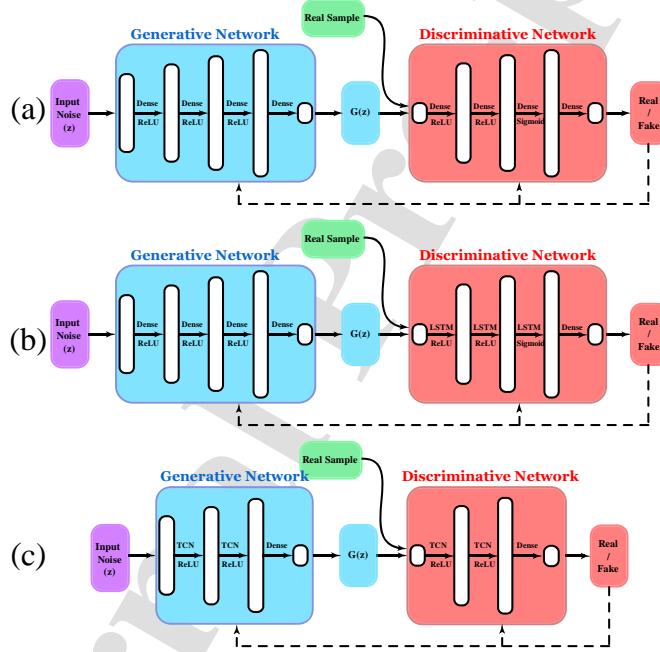 Generative Network
Real Sample
Discriminative Network
(a)
Input
Noise
(z)
Dense
ReLU
Dense
ReLU
Dense
ReLU
Dense
G(z)
Dense
ReLU
Dense
ReLU
Dense
Sigmoid
Dense
Real
/
Fake
Generative Network
Real Sample
Discriminative Network
(b)
Input
Noise
(z)
Dense
ReLU
Dense
ReLU
Dense
ReLU
Dense
G(z)
LSTM
ReLU
LSTM
ReLU
LSTM
Sigmoid
Dense
Real
/
Fake
Generative Network
Real Sample
Discriminative Network
(c)
Input
Noise
(z)
TCN
ReLU
TCN
ReLU
Dense
G(z)
TCN
ReLU
TCN
ReLU
Dense
Real
/
Fake